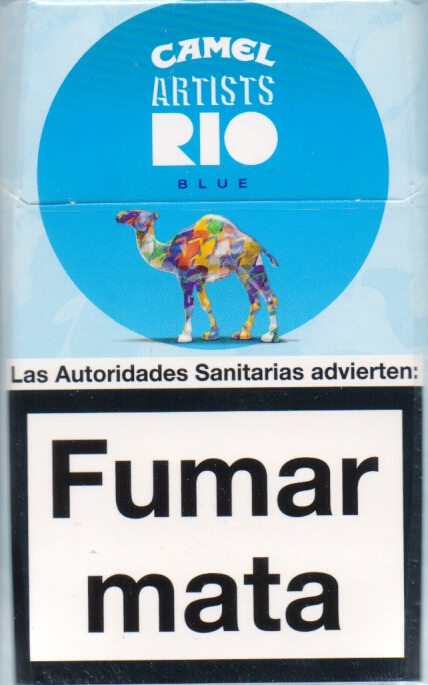 CAMEL
ARTISTS
RIO
BLUE
Las Autoridades Sanitarias advierten:
Fumar
mata